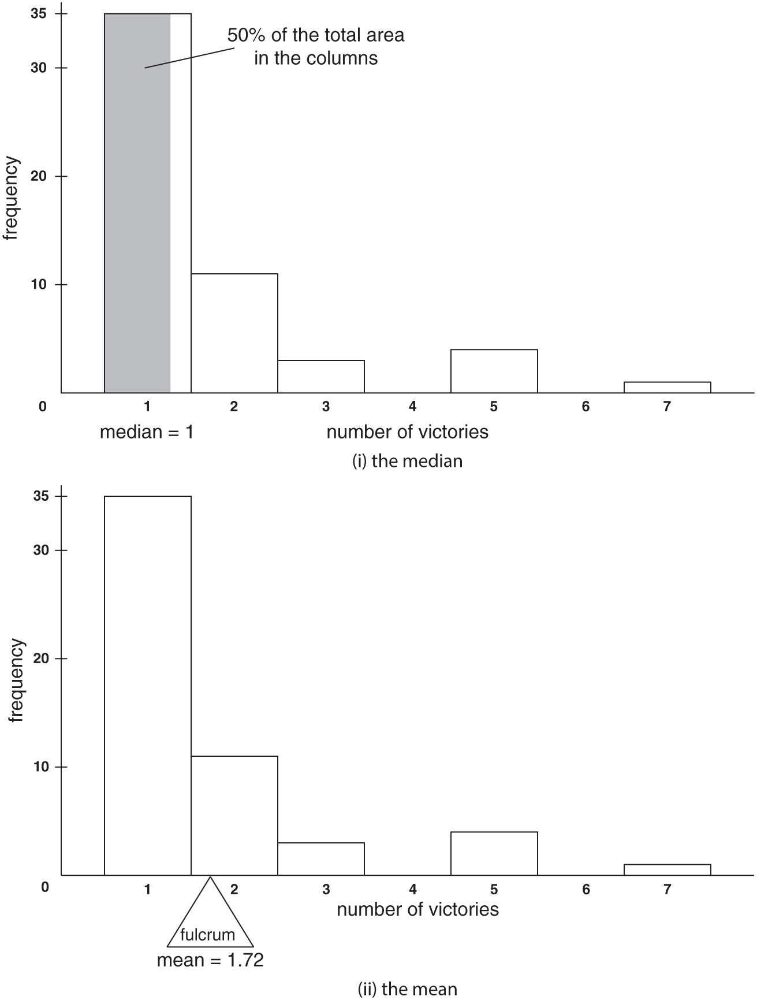 35
50% of the total area
in the columns
30
20
frequency
10
0 1 2 3 4 5 6 7
median = 1 number of victories
(i) the median
35
30
20
frequency
10
0 1 2 3 4 5 6 7
number of victories
fulcrum
mean = 1.72
(ii) the mean